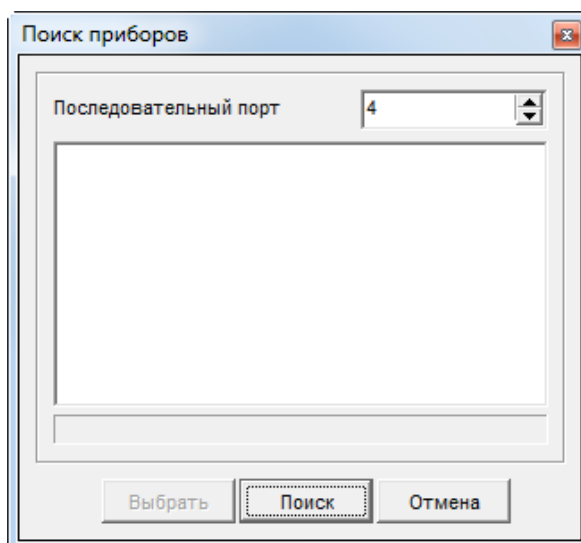 Поиск приборов
Последовательный порт 4
Выбрать Поиск Отмена